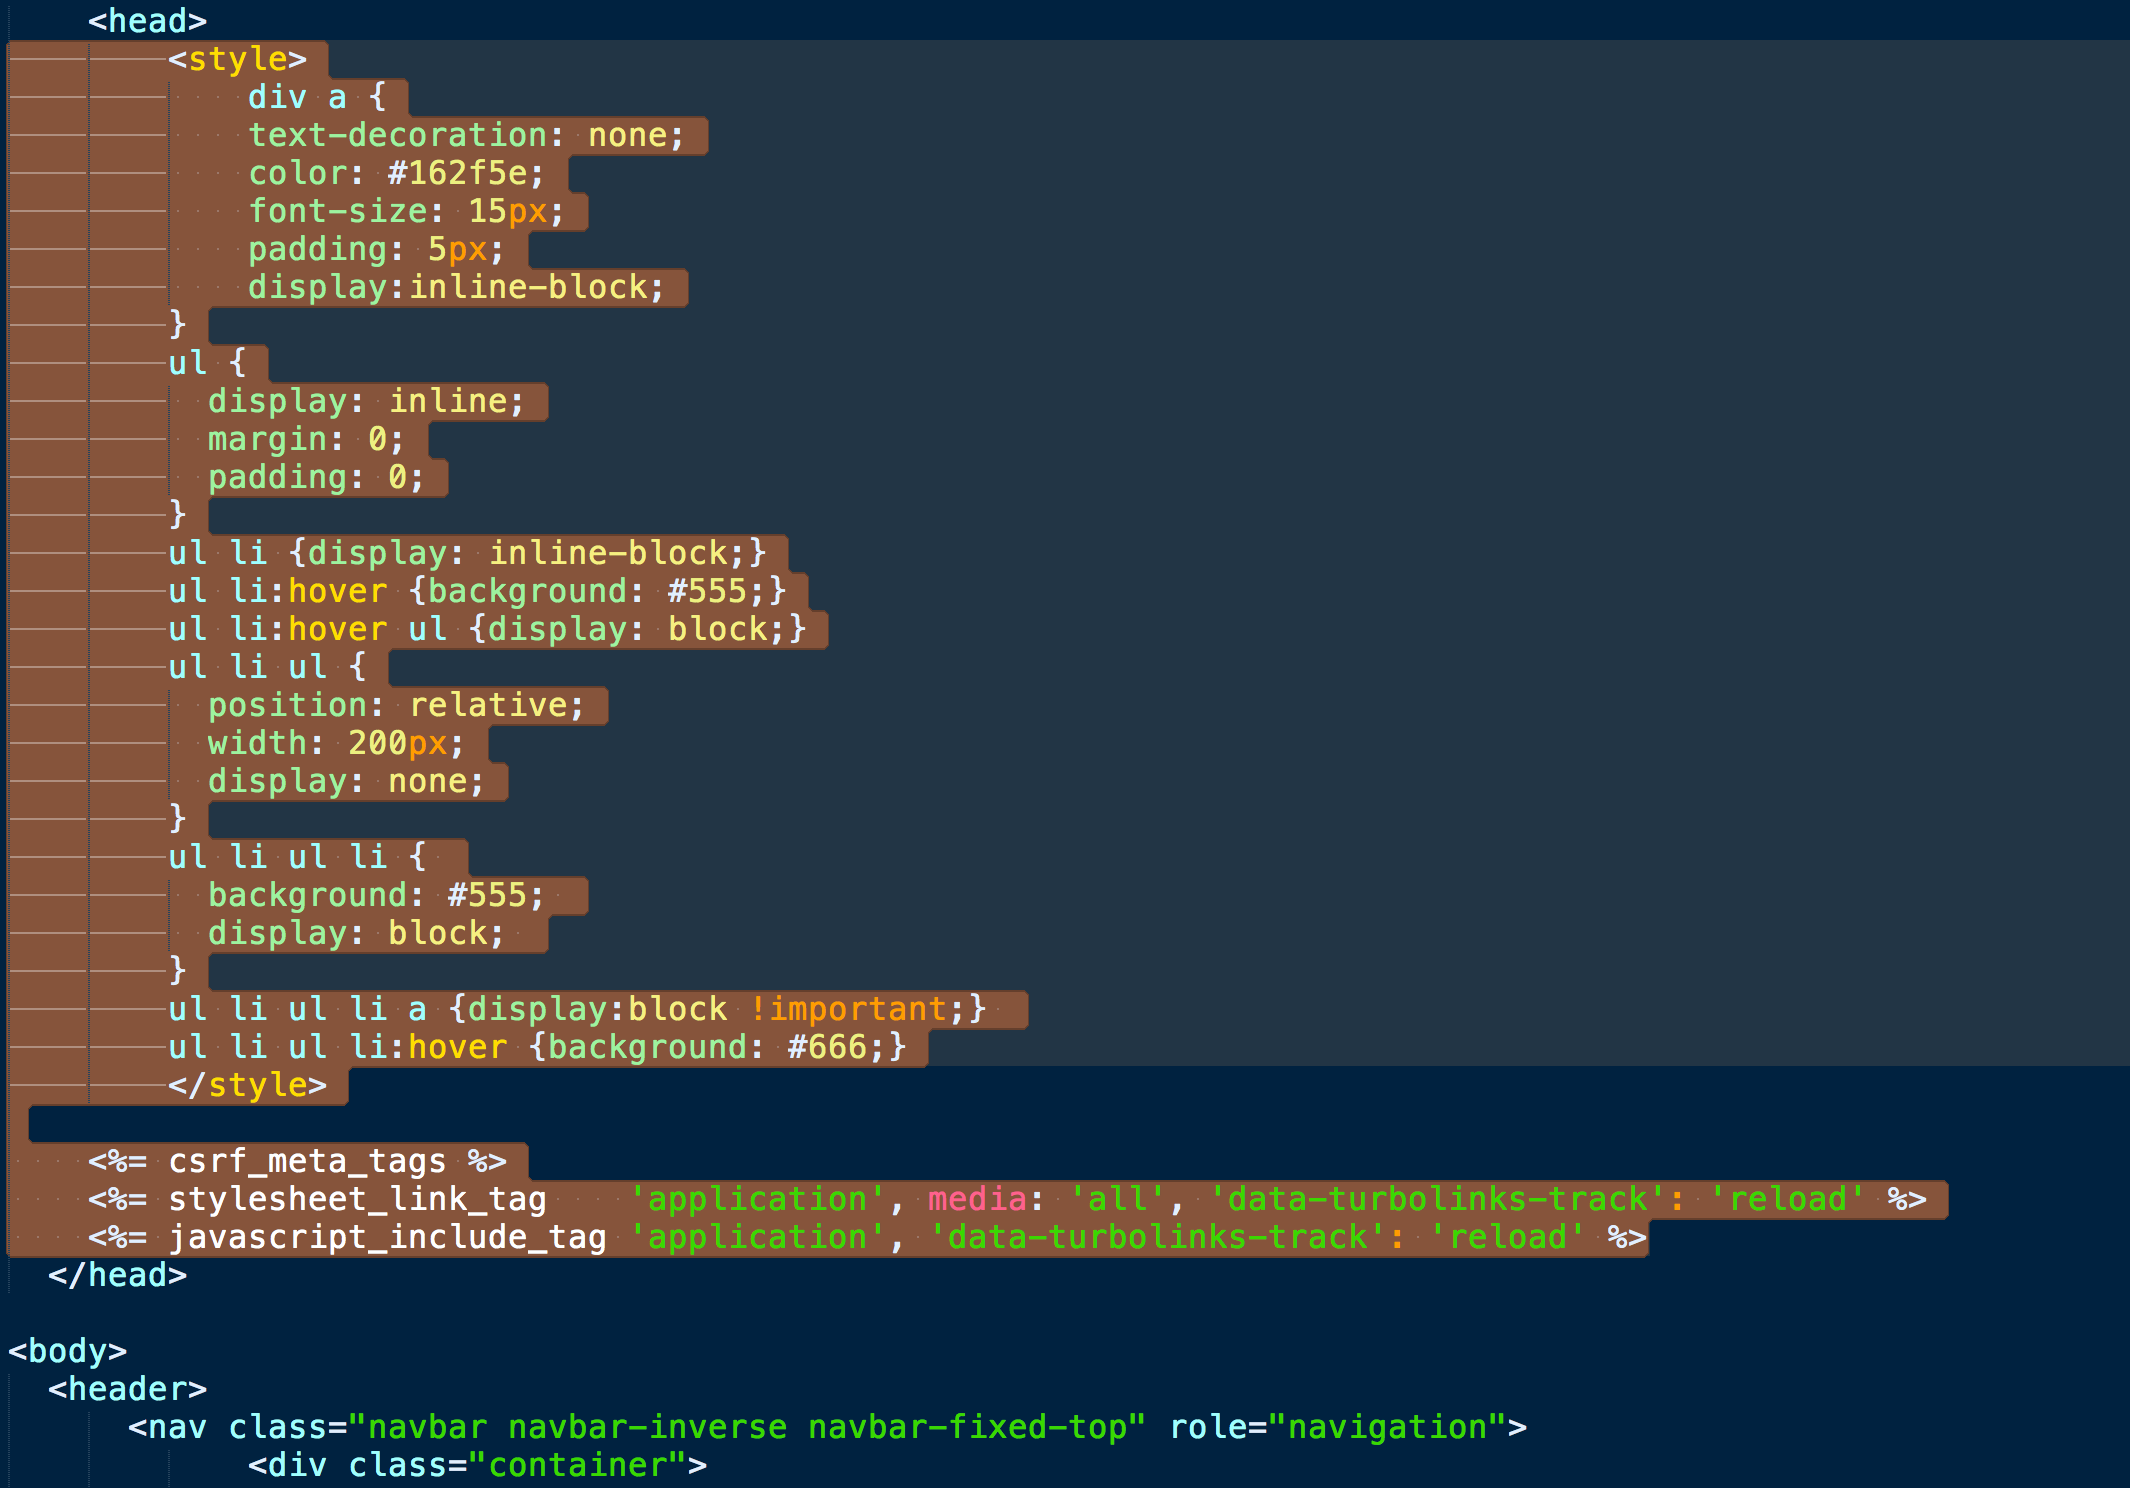 <head>
<style>
div a {
text-decoration: none;
color: #162f5e;
font-size: 15px;
padding: 5px;
display:inline-block;
}
ul {
display: inline;
margin: 0;
padding: 0;
}
ul li {display: inline-block;}
ul li:hover {background: #555;}
ul li:hover ul {display: block;}
ul li ul {
position: relative;
width: 200px;
display: none;
}
ul li ul li {
background: #555;
display: block;
}
ul li ul li a {display:block !important;}
ul li ul li:hover {background: #666;}
</style>
<%= csrf_meta_tags %>
<%= stylesheet_link_tag    'application', media: 'all', 'data-turbolinks-track': 'reload' %>
<%= javascript_include_tag 'application', 'data-turbolinks-track': 'reload' %>
</head>
<body>
<header>
<nav class="navbar navbar-inverse navbar-fixed-top" role="navigation">
<div class="container">